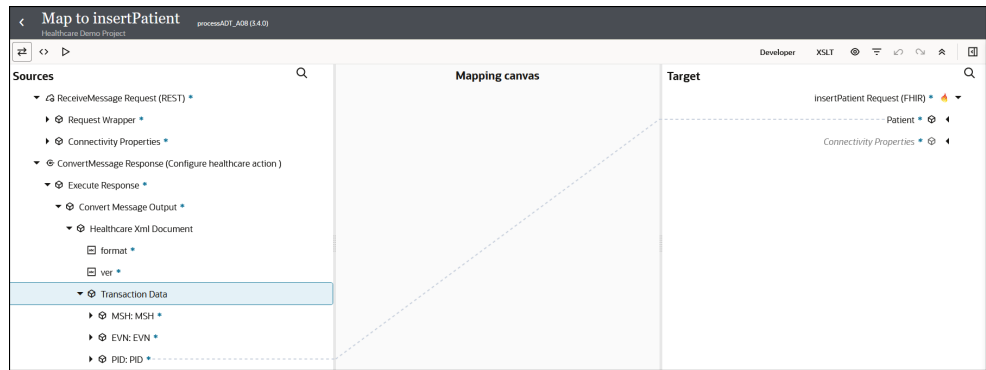 Map to insertPatient processADT_A08 (3.4.0)
Healthcare Demo Project
Developer XSLT
Sources
Mapping canvas
Target
ReceiveMessage Request (REST) *
Request Wrapper *
Connectivity Properties *
ConvertMessage Response (Configure healthcare action )
Execute Response *
Convert Message Output *
Healthcare Xml Document
format *
ver *
Transaction Data
MSH: MSH *
EVN: EVN *
PID: PID *
insertPatient Request (FHIR) *
Patient *
Connectivity Properties *